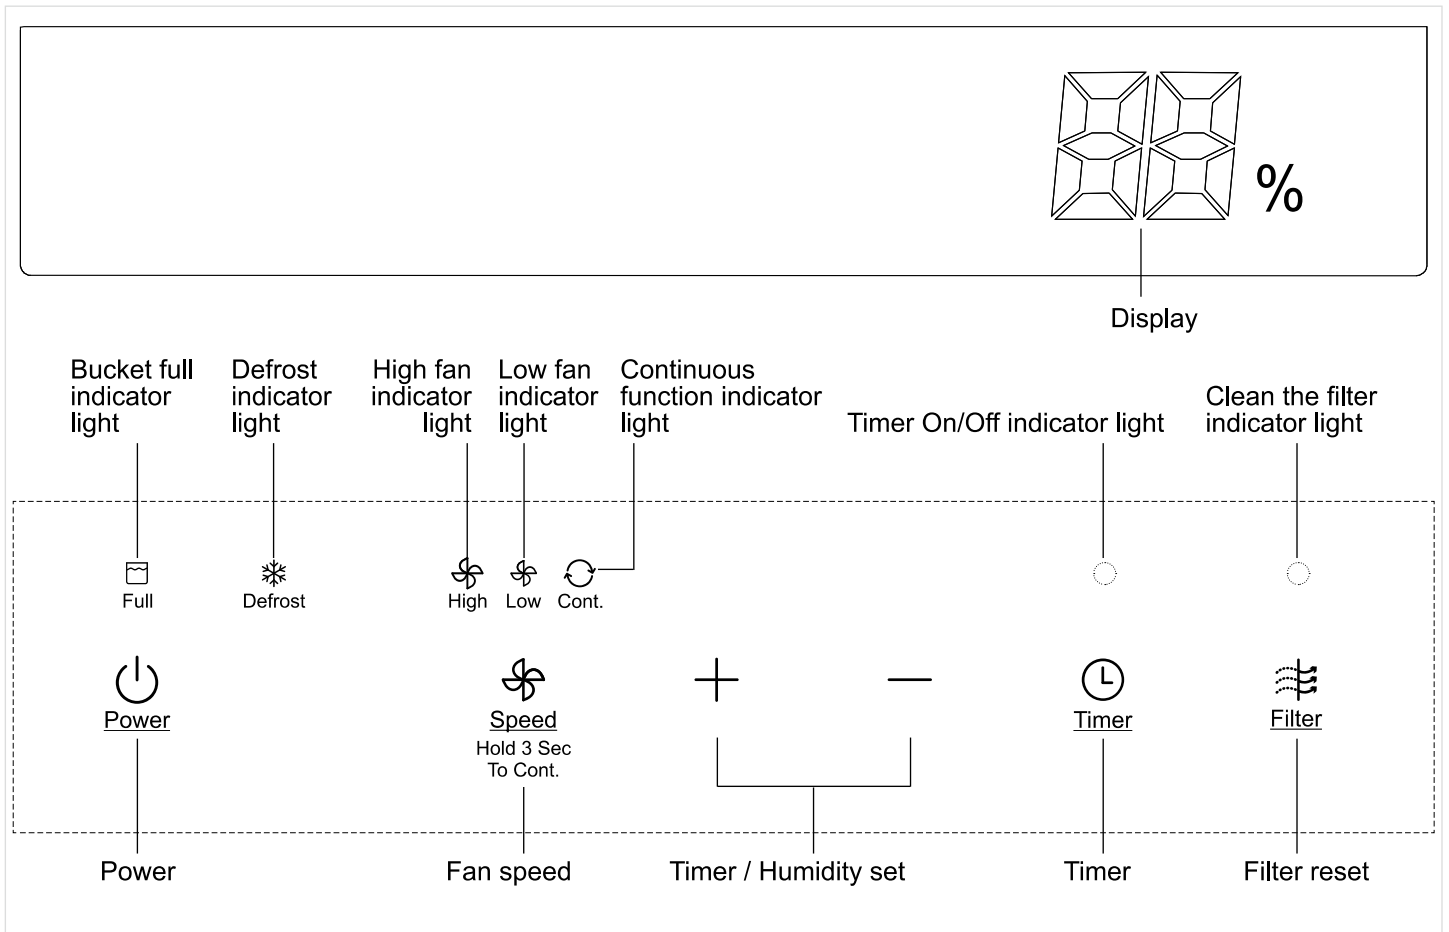 88 %
Display
Bucket full
indicator
light
Defrost
indicator
light
High fan
indicator
light
Low fan
indicator
light
Continuous
function indicator
light
Timer On/Off indicator light
Clean the filter
indicator light
Full
Defrost
High
Low
Cont.
Power
Speed
Hold 3 Sec
To Cont.
+
—
Timer
Filter
Power
Fan speed
Timer / Humidity set
Timer
Filter reset